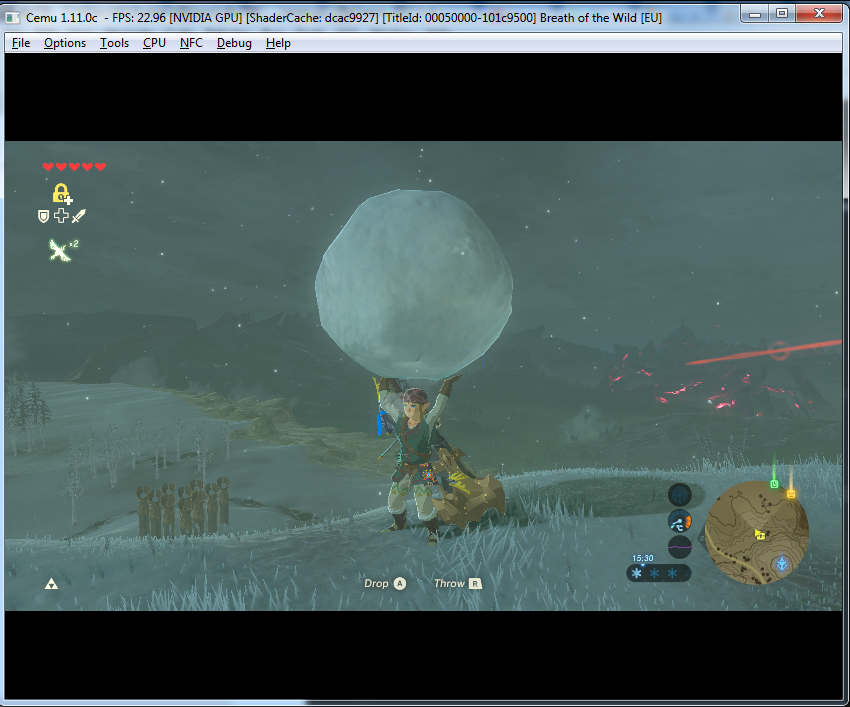 Cemu 1.11.0c - FPS: 22.96 [NVIDIA GPU] [ShaderCache: dcac9927] [TitleId: 00050000-101c9500] Breath of the Wild [EU]
File Options Tools CPU NFC Debug Help
×2
15:30
Drop A Throw R